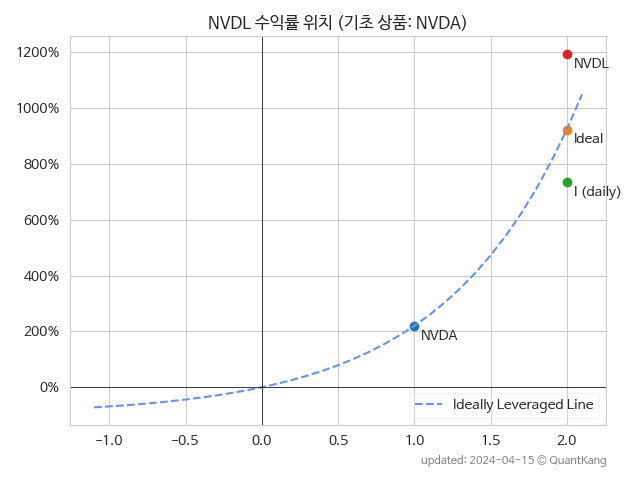 NVDL 수익률 위치 (기초 상품: NVDA)
1200%
NVDL
1000%
Ideal
800%
I (daily)
600%
400%
200%
NVDA
0%
Ideally Leveraged Line
-1.0 -0.5 0.0 0.5 1.0 1.5 2.0
updated: 2024-04-15 © QuantKang